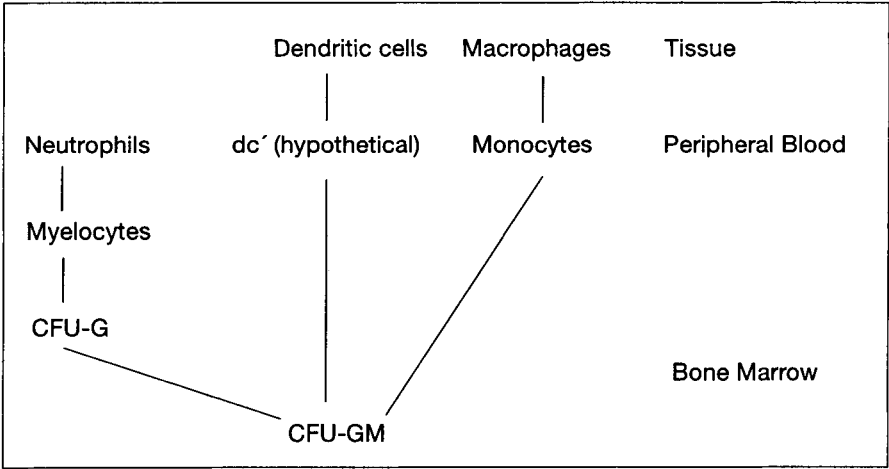 Dendritic cells Macrophages Tissue
Neutrophils dc´ (hypothetical) Monocytes Peripheral Blood
Myelocytes
CFU-G
Bone Marrow
CFU-GM